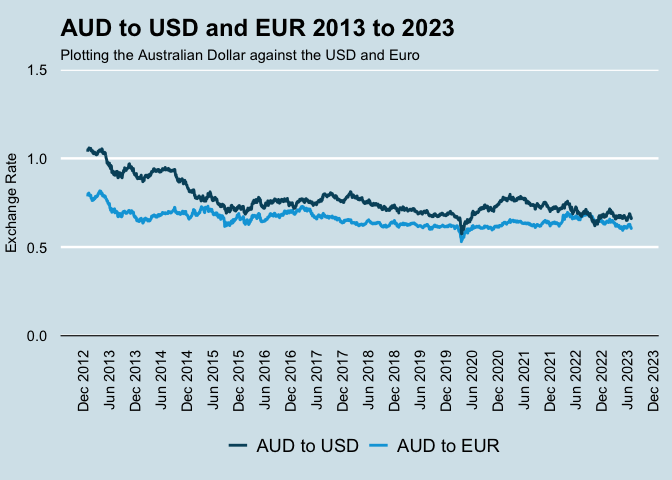 AUD to USD and EUR 2013 to 2023
Plotting the Australian Dollar against the USD and Euro
1.5
1.0
0.5
0.0
Exchange Rate
Dec 2012
Jun 2013
Dec 2013
Jun 2014
Dec 2014
Jun 2015
Dec 2015
Jun 2016
Dec 2016
Jun 2017
Dec 2017
Jun 2018
Dec 2018
Jun 2019
Dec 2019
Jun 2020
Dec 2020
Jun 2021
Dec 2021
Jun 2022
Dec 2022
Jun 2023
Dec 2023
AUD to USD
AUD to EUR